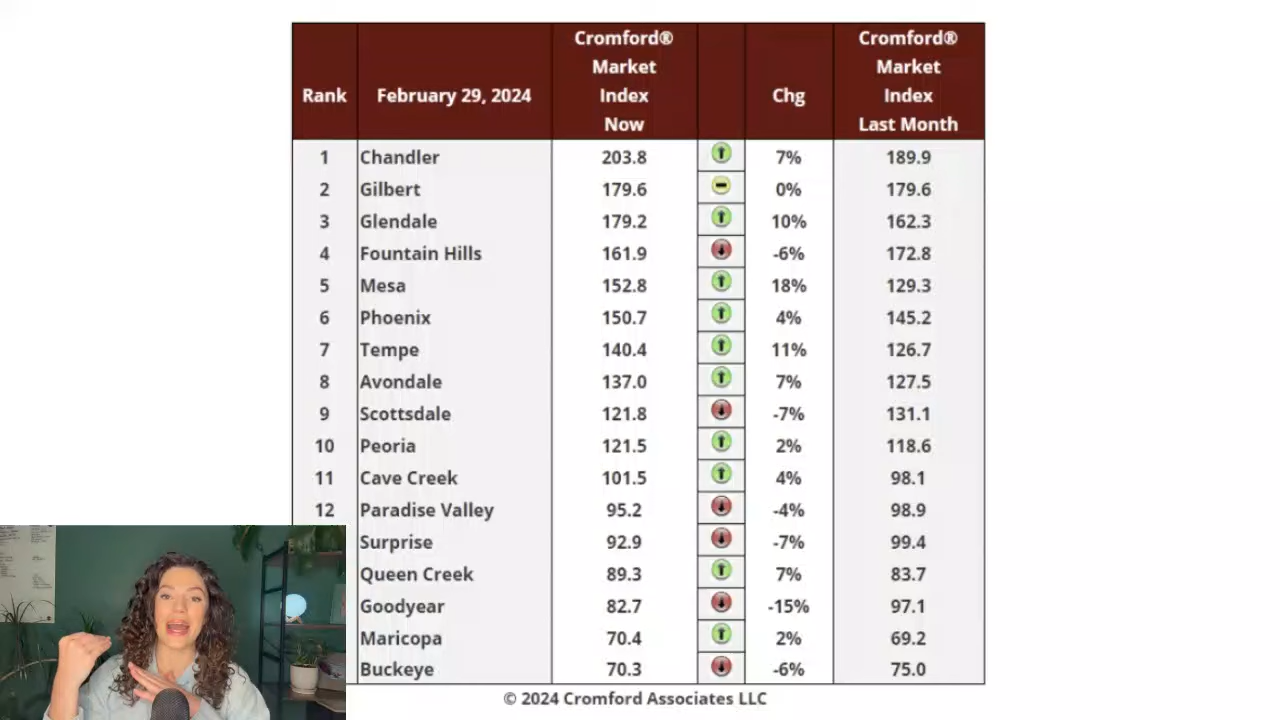 Rank February 29, 2024 Cromford® Market Index Now Chg Cromford® Market Index Last Month
1 Chandler 203.8 7% 189.9
2 Gilbert 179.6 0% 179.6
3 Glendale 179.2 10% 162.3
4 Fountain Hills 161.9 -6% 172.8
5 Mesa 152.8 18% 129.3
6 Phoenix 150.7 4% 145.2
7 Tempe 140.4 11% 126.7
8 Avondale 137.0 7% 127.5
9 Scottsdale 121.8 -7% 131.1
10 Peoria 121.5 2% 118.6
11 Cave Creek 101.5 4% 98.1
12 Paradise Valley 95.2 -4% 98.9
Surprise 92.9 -7% 99.4
Queen Creek 89.3 7% 83.7
Goodyear 82.7 -15% 97.1
Maricopa 70.4 2% 69.2
Buckeye 70.3 -6% 75.0
© 2024 Cromford Associates LLC